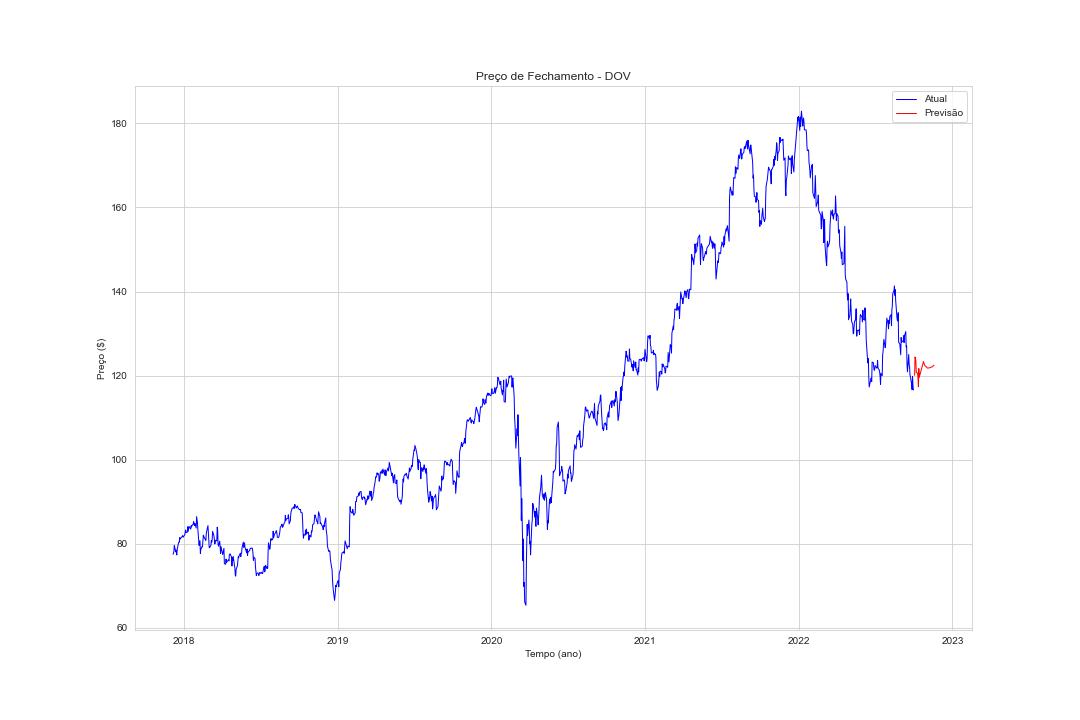 Preço de Fechamento - DOV
Atual
Previsão
180
160
140
120
100
80
60
Preço ($)
2018 2019 2020 2021 2022 2023
Tempo (ano)